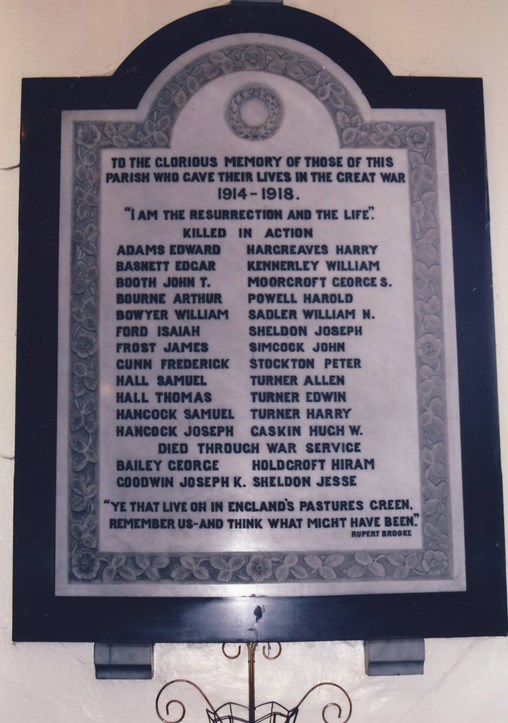 TO THE GLORIOUS MEMORY OF THOSE OF THIS
PARISH WHO GAVE THEIR LIVES IN THE GREAT WAR
1914-1918.
"I AM THE RESURRECTION AND THE LIFE".
KILLED IN ACTION
ADAMS EDWARD HARGREAVES HARRY
BASNETT EDGAR KENNERLEY WILLIAM
BOOTH JOHN T. MOORCROFT GEORGE S.
BOURNE ARTHUR POWELL HAROLD
BOWYER WILLIAM SADLER WILLIAM N.
FORD ISAIAH SHELDON JOSEPH
FROST JAMES SIMCOCK JOHN
GUNN FREDERICK STOCKTON PETER
HALL SAMUEL TURNER ALLEN
HALL THOMAS TURNER EDWIN
HANCOCK SAMUEL TURNER HARRY
HANCOCK JOSEPH GASKIN HUGH W.
DIED THROUGH WAR SERVICE
BAILEY GEORGE HOLDCROFT HIRAM
GOODWIN JOSEPH K. SHELDON JESSE
"YE THAT LIVE ON IN ENGLAND'S PASTURES GREEN,
REMEMBER US-AND THINK WHAT MIGHT HAVE BEEN."
RUPERT BROOKE